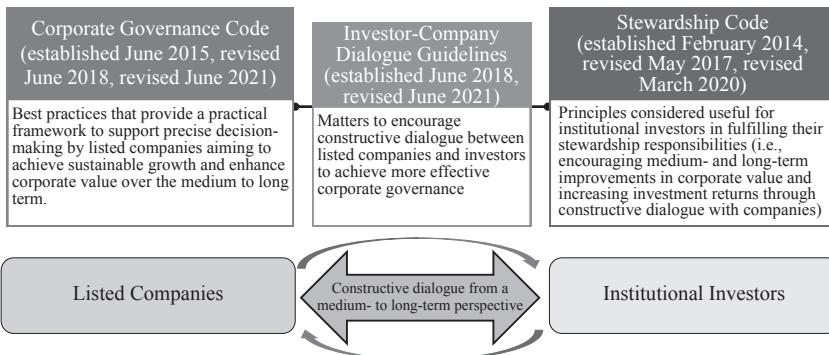 Corporate Governance Code
(established June 2015, revised
June 2018, revised June 2021)
Best practices that provide a practical
framework to support precise decision-
making by listed companies aiming to
achieve sustainable growth and enhance
corporate value over the medium to long
term.
Investor-Company
Dialogue Guidelines
(established June 2018,
revised June 2021)
Matters to encourage
constructive dialogue between
listed companies and investors
to achieve more effective
corporate governance
Stewardship Code
(established February 2014,
revised May 2017, revised
March 2020)
Principles considered useful for
institutional investors in fulfilling their
stewardship responsibilities (i.e.,
encouraging medium- and long-term
improvements in corporate value and
increasing investment returns through
constructive dialogue with companies)
Listed Companies
Constructive dialogue from a
medium- to long-term perspective
Institutional Investors